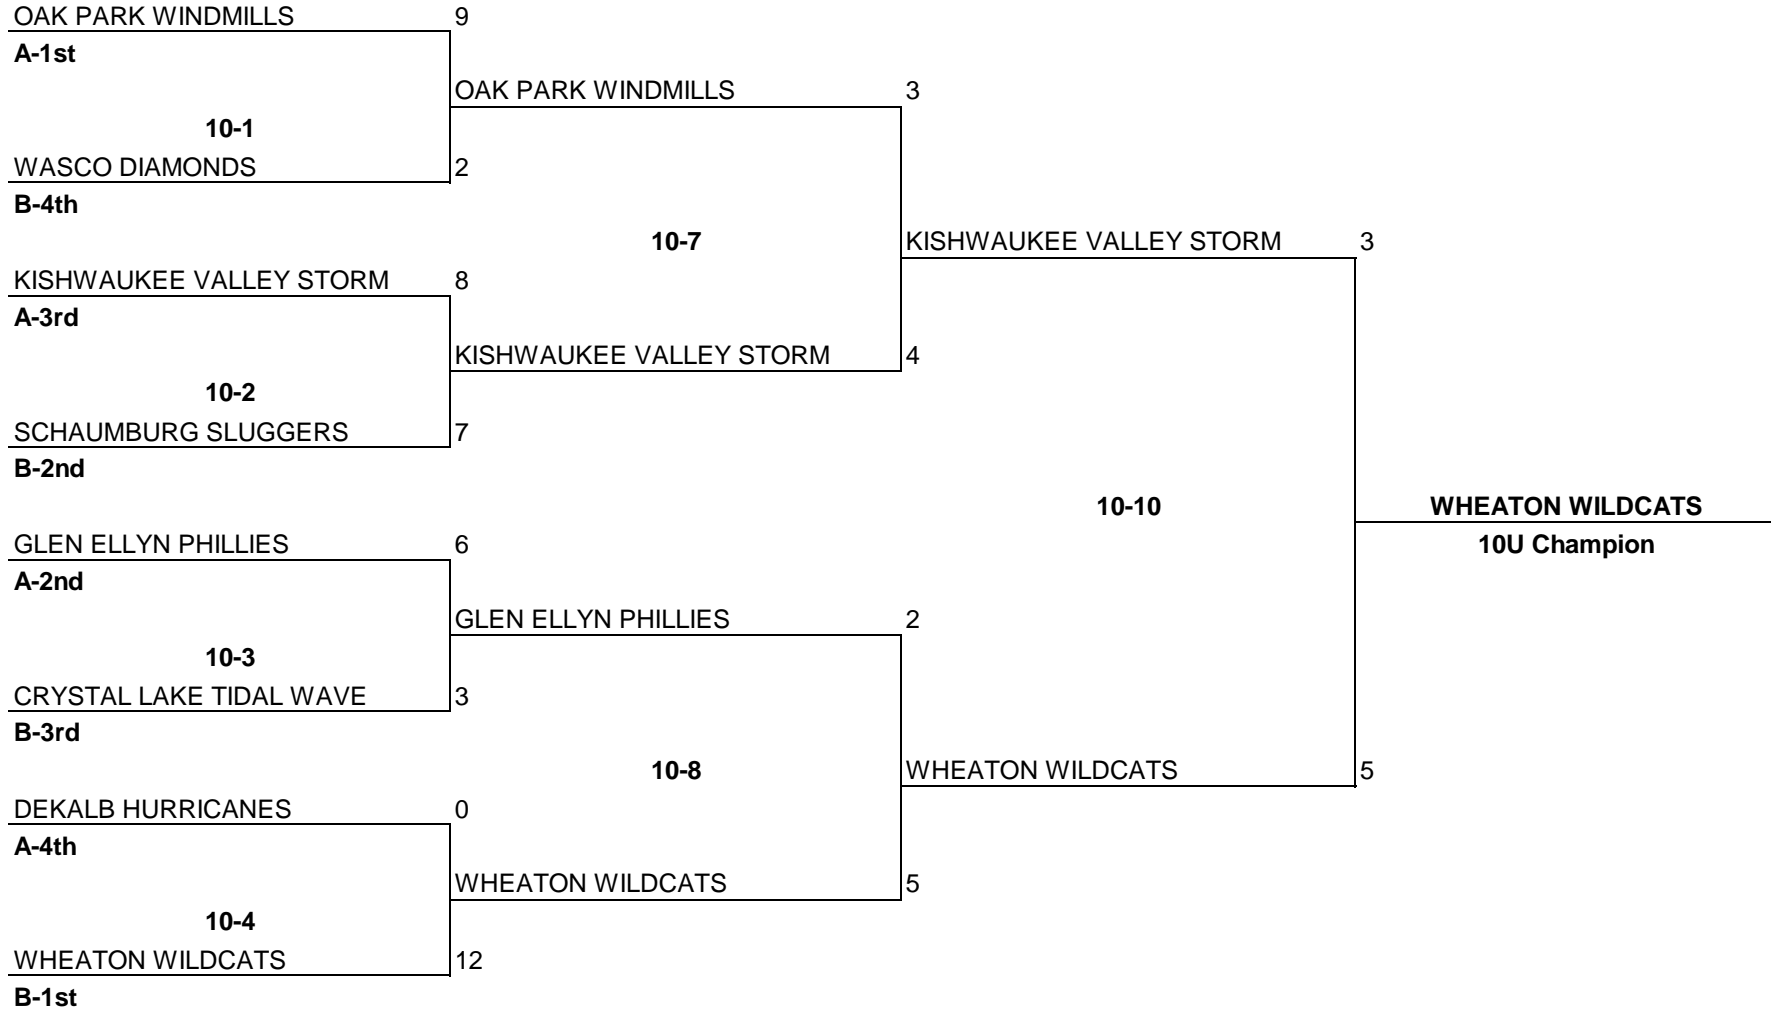 OAK PARK WINDMILLS 9
A-1st
OAK PARK WINDMILLS 3
10-1
WASCO DIAMONDS 2
B-4th
10-7 KISHWAUKEE VALLEY STORM 3
KISHWAUKEE VALLEY STORM 8
A-3rd
KISHWAUKEE VALLEY STORM 4
10-2
SCHAUMBURG SLUGGERS 7
B-2nd
10-10 WHEATON WILDCATS
GLEN ELLYN PHILLIES 6 10U Champion
A-2nd
GLEN ELLYN PHILLIES 2
10-3
CRYSTAL LAKE TIDAL WAVE 3
B-3rd
10-8 WHEATON WILDCATS 5
DEKALB HURRICANES 0
A-4th
WHEATON WILDCATS 5
10-4
WHEATON WILDCATS 12
B-1st